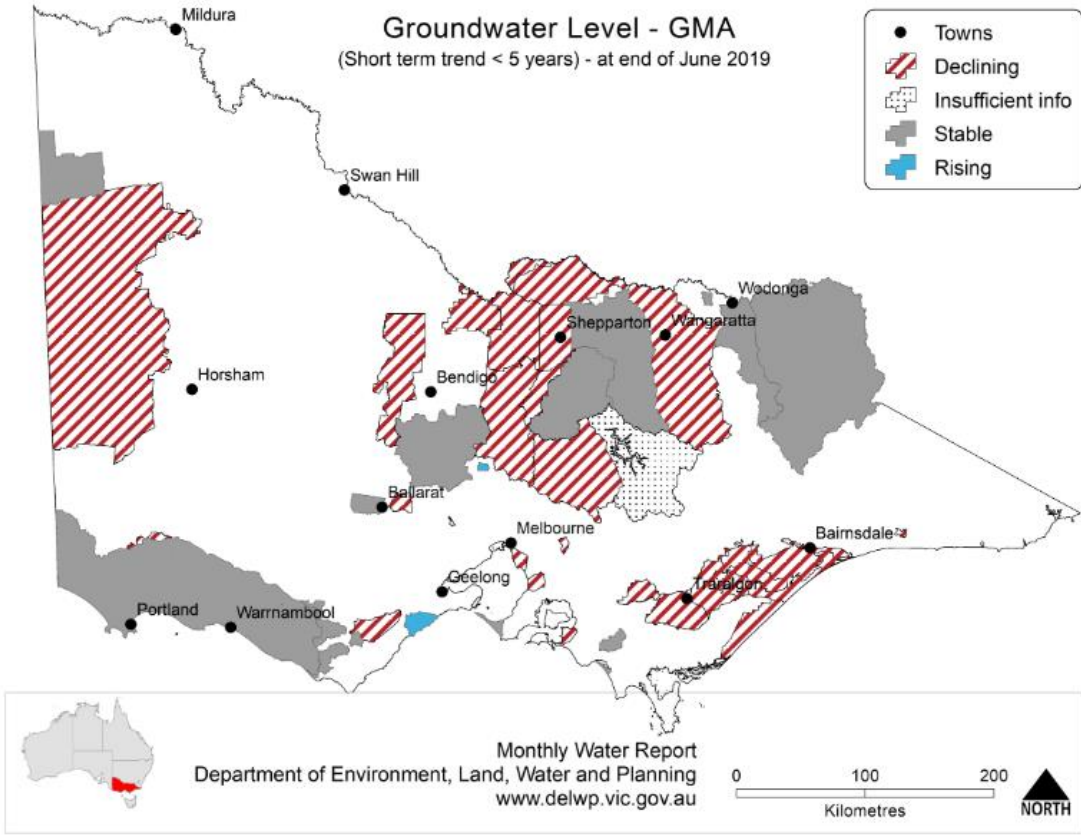 Groundwater Level - GMA
(Short term trend < 5 years) - at end of June 2019
Towns
Declining
Insufficient info
Stable
Rising
Mildura
Swan Hill
Wodonga
Shepparton
Wangaratta
Horsham
Bendigo
Ballarat
Melbourne
Bairnsdale
Geelong
Traralgon
Portland
Warrnambool
Monthly Water Report
Department of Environment, Land, Water and Planning
www.delwp.vic.gov.au
0 100 200
Kilometres
NORTH